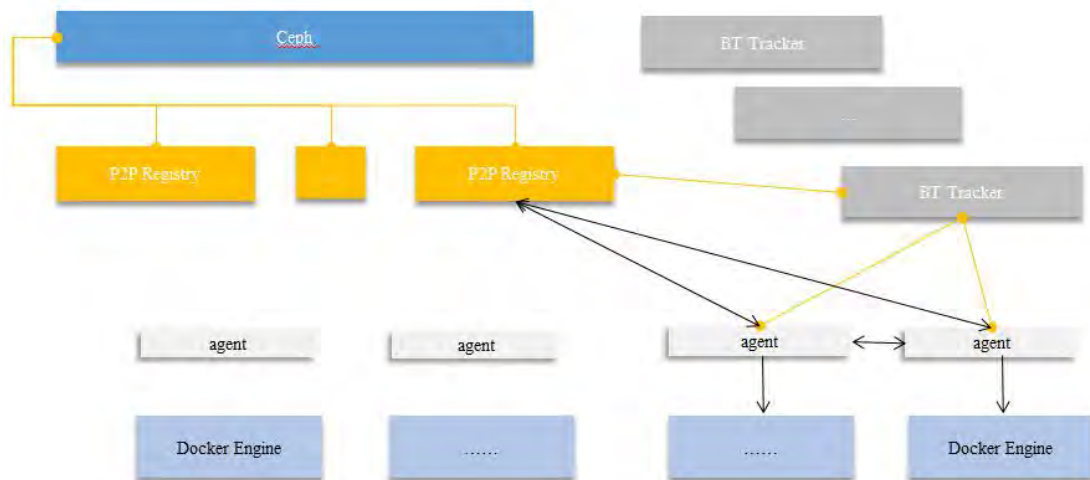 Ceph
BT Tracker
...
P2P Registry
P2P Registry
BT Tracker
agent
agent
agent
agent
Docker Engine
……
……
Docker Engine